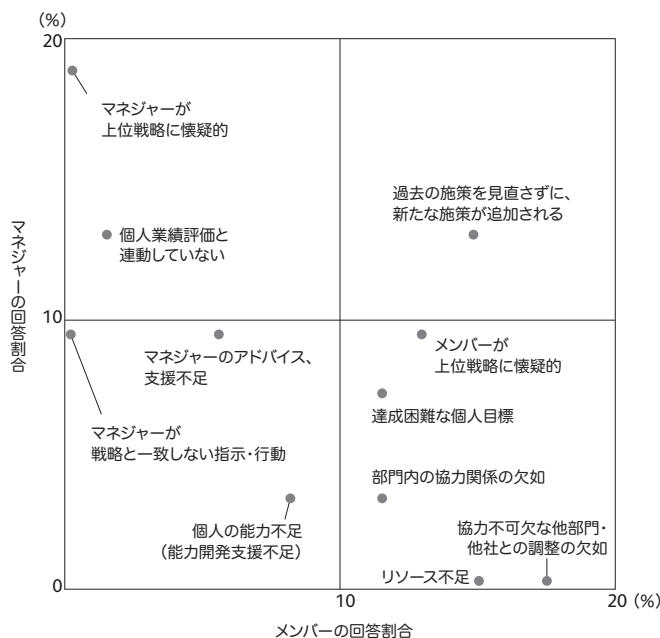 (%)
20
マネジャーが
上位戦略に懐疑的
過去の施策を見直さずに、
新たな施策が追加される
個人業績評価と
連動していない
マネジャーの回答割合
10
マネジャーのアドバイス、
支援不足
メンバーが
上位戦略に懐疑的
達成困難な個人目標
マネジャーが
戦略と一致しない指示・行動
部門内の協力関係の欠如
個人の能力不足
（能力開発支援不足）
協力不可欠な他部門・
他社との調整の欠如
リソース不足
0
10
20 (%)
メンバーの回答割合